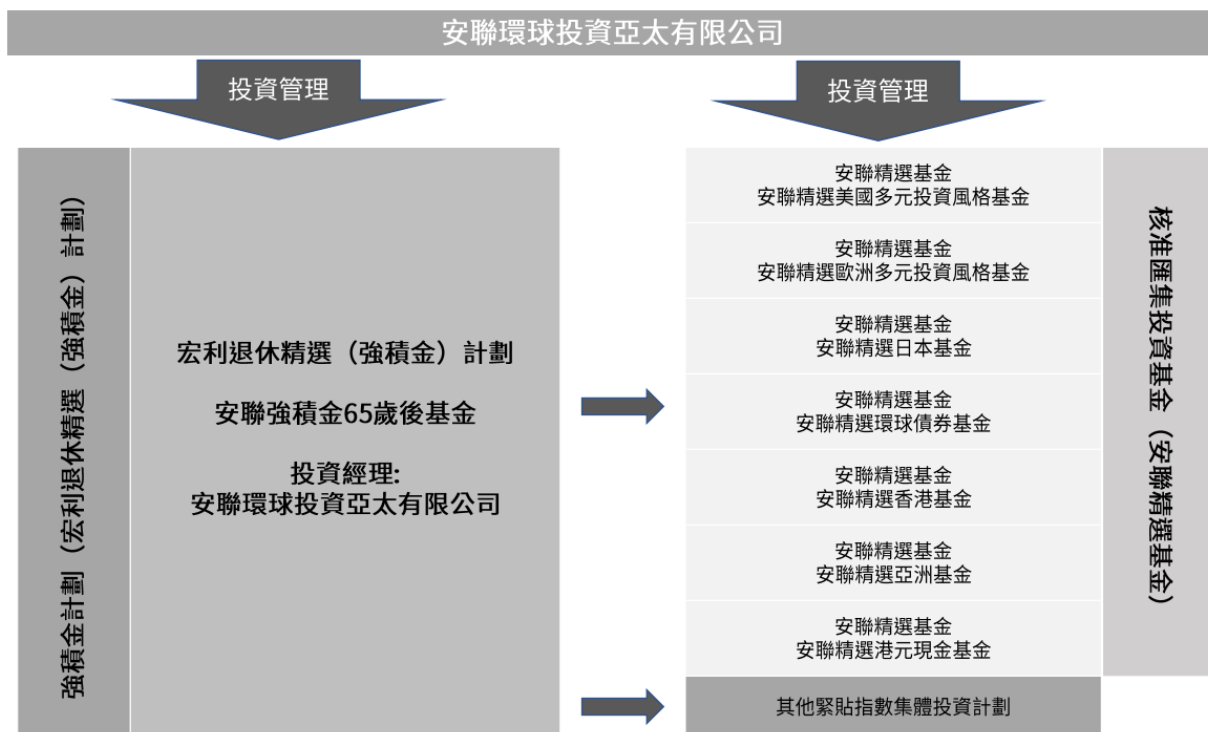 安聯環球投資亞太有限公司
投資管理
投資管理
強積金計劃（宏利退休精選（強積金）計劃）
宏利退休精選（強積金）計劃
安聯強積金65歲後基金
投資經理:
安聯環球投資亞太有限公司
安聯精選基金
安聯精選美國多元投資風格基金
安聯精選基金
安聯精選歐洲多元投資風格基金
安聯精選基金
安聯精選日本基金
安聯精選基金
安聯精選環球債券基金
安聯精選基金
安聯精選香港基金
安聯精選基金
安聯精選亞洲基金
安聯精選基金
安聯精選港元現金基金
其他緊貼指數集體投資計劃
核准匯集投資基金（安聯精選基金）